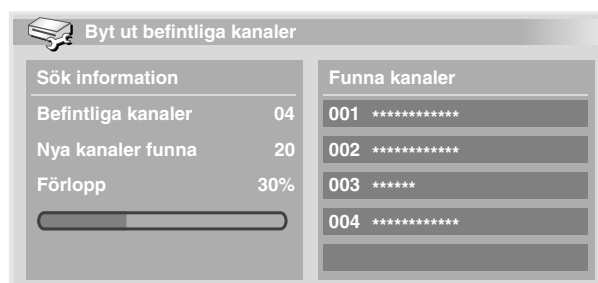 Byt ut befintliga kanaler
Sök information
Befintliga kanaler 04
Nya kanaler funna 20
Förlopp 30%
Funna kanaler
001 ************
002 ************
003 ******
004 ************